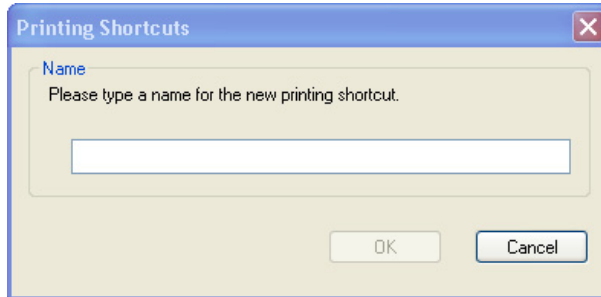 Printing Shortcuts
Name
Please type a name for the new printing shortcut.
OK
Cancel